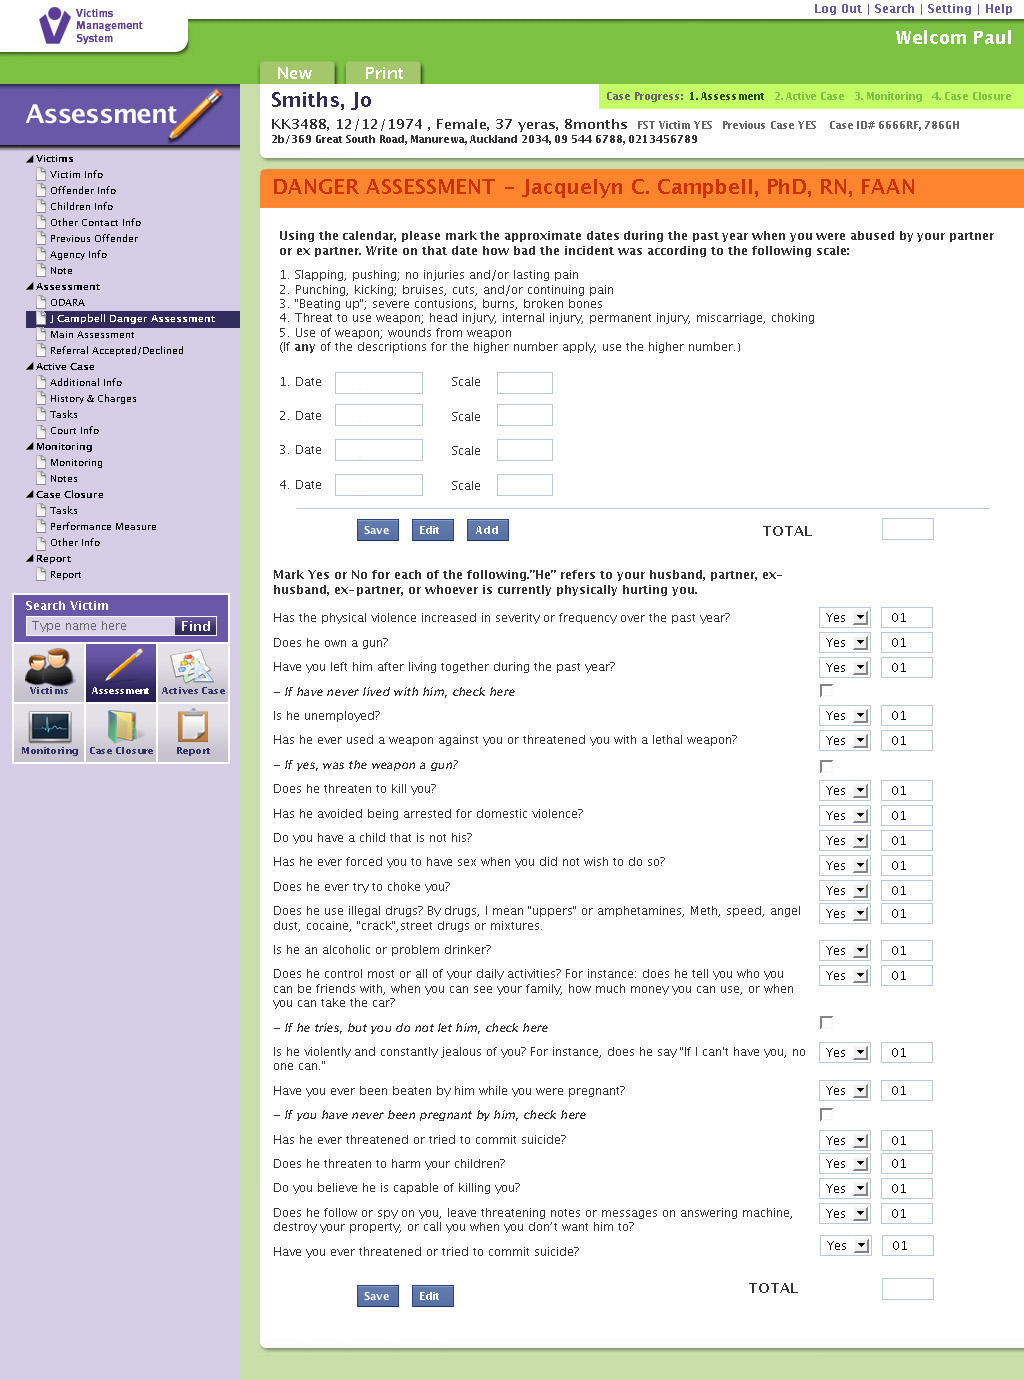 Victims
Management
System
Log Out | Search | Setting | Help
Welcom Paul
New
Print
Assessment
Smiths, Jo
Case Progress: 1. Assessment 2. Active Case 3. Monitoring 4. Case Closure
KK3488, 12/12/1974 , Female, 37 yeras, 8months FST Victim YES Previous Case YES Case ID# 6666RF, 786GH
2b/369 Great South Road, Manurewa, Auckland 2034, 09 544 6788, 0213456789
Victims
Victim Info
Offender Info
Children Info
Other Contact Info
Previous Offender
Agency Info
Note
Assessment
ODARA
J Campbell Danger Assessment
Main Assessment
Referral Accepted/Declined
Active Case
Additional Info
History & Charges
Tasks
Court Info
Monitoring
Monitoring
Notes
Case Closure
Tasks
Performance Measure
Other Info
Report
Report
Search Victim
Type name here
Find
Victims
Assessment
Actives Case
Monitoring
Case Closure
Report
DANGER ASSESSMENT - Jacquelyn C. Campbell, PhD, RN, FAAN
Using the calendar, please mark the approximate dates during the past year when you were abused by your partner
or ex partner. Write on that date how bad the incident was according to the following scale:
1. Slapping, pushing; no injuries and/or lasting pain
2. Punching, kicking; bruises, cuts, and/or continuing pain
3. "Beating up"; severe contusions, burns, broken bones
4. Threat to use weapon; head injury, internal injury, permanent injury, miscarriage, choking
5. Use of weapon; wounds from weapon
(If any of the descriptions for the higher number apply, use the higher number.)
1. Date Scale
2. Date Scale
3. Date Scale
4. Date Scale
Save Edit Add TOTAL
Mark Yes or No for each of the following."He" refers to your husband, partner, ex-
husband, ex-partner, or whoever is currently physically hurting you.
Has the physical violence increased in severity or frequency over the past year? Yes 01
Does he own a gun? Yes 01
Have you left him after living together during the past year? Yes 01
- If have never lived with him, check here
Is he unemployed? Yes 01
Has he ever used a weapon against you or threatened you with a lethal weapon? Yes 01
- If yes, was the weapon a gun?
Does he threaten to kill you? Yes 01
Has he avoided being arrested for domestic violence? Yes 01
Do you have a child that is not his? Yes 01
Has he ever forced you to have sex when you did not wish to do so? Yes 01
Does he ever try to choke you? Yes 01
Does he use illegal drugs? By drugs, I mean "uppers" or amphetamines, Meth, speed, angel Yes 01
dust, cocaine, "crack",street drugs or mixtures.
Is he an alcoholic or problem drinker? Yes 01
Does he control most or all of your daily activities? For instance: does he tell you who you Yes 01
can be friends with, when you can see your family, how much money you can use, or when
you can take the car?
- If he tries, but you do not let him, check here
Is he violently and constantly jealous of you? For instance, does he say "If I can't have you, no Yes 01
one can."
Have you ever been beaten by him while you were pregnant? Yes 01
- If you have never been pregnant by him, check here
Has he ever threatened or tried to commit suicide? Yes 01
Does he threaten to harm your children? Yes 01
Do you believe he is capable of killing you? Yes 01
Does he follow or spy on you, leave threatening notes or messages on answering machine, Yes 01
destroy your property, or call you when you don't want him to?
Have you ever threatened or tried to commit suicide? Yes 01
Save Edit TOTAL